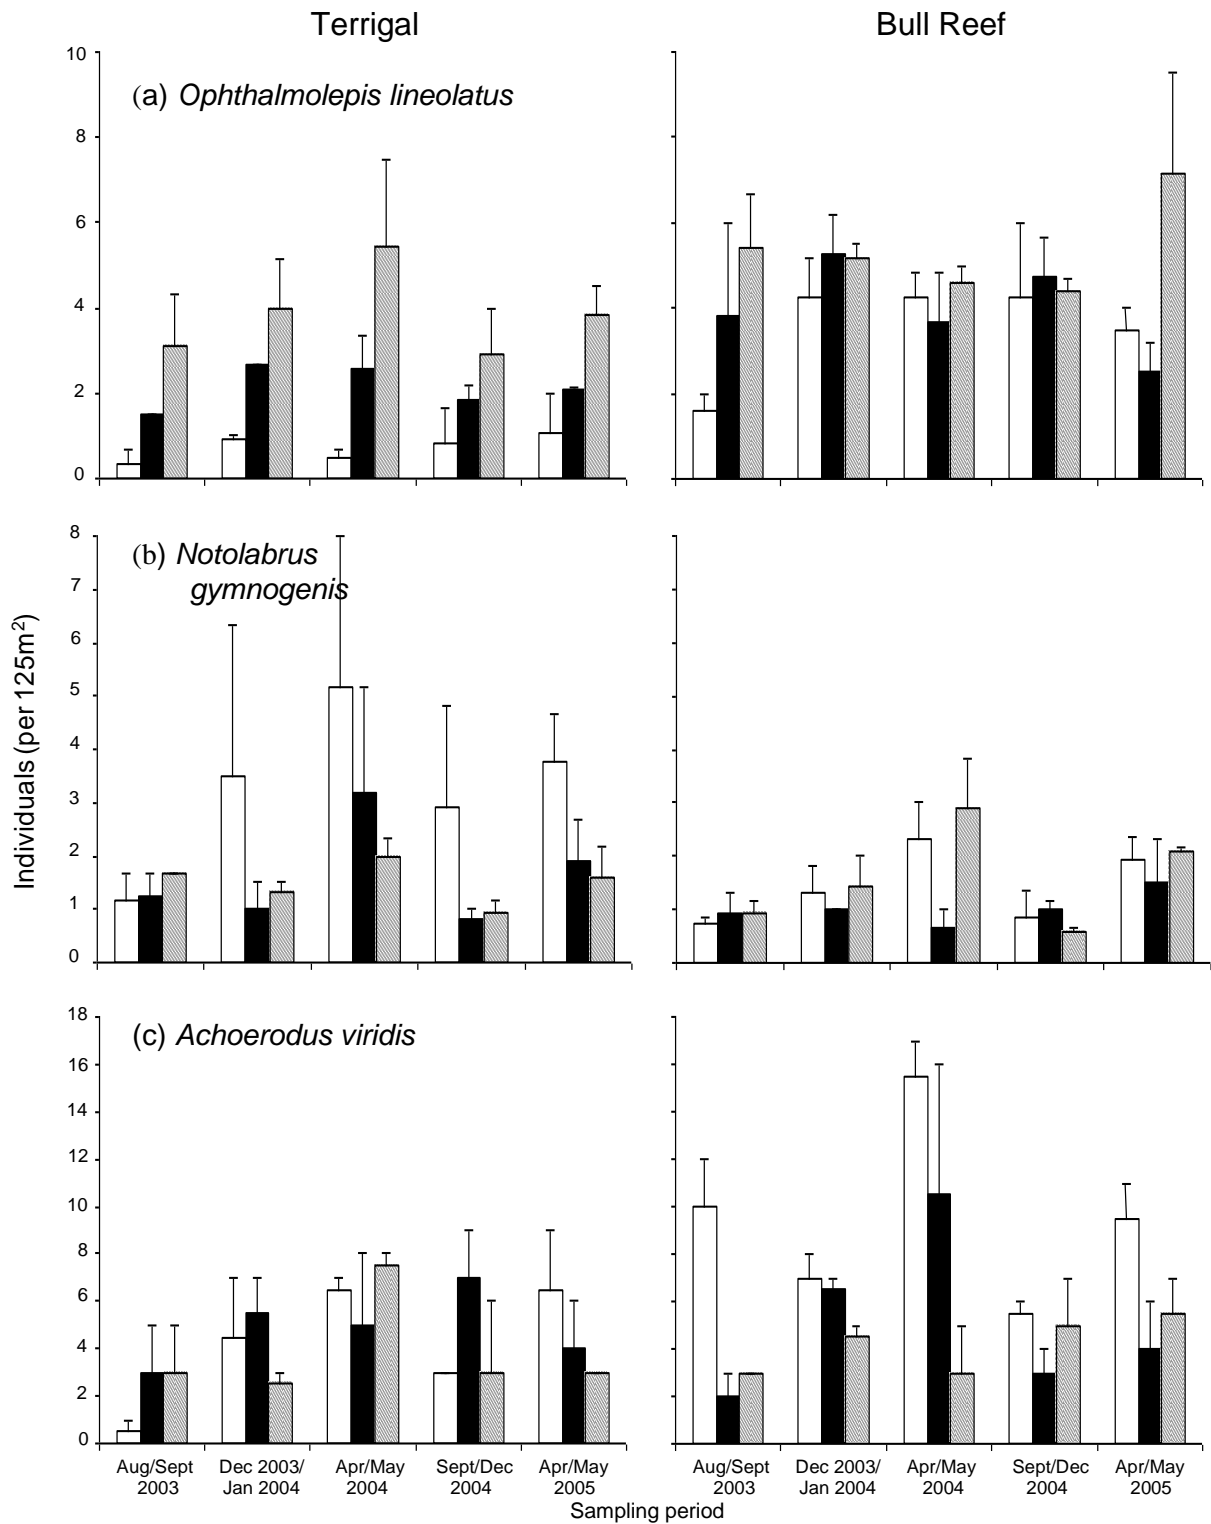 Terrigal
Bull Reef
10
(a) Ophthalmolepis lineolatus
8
6
4
2
0
8
(b) Notolabrus
gymnogenis
7
6
5
4
3
2
1
0
Individuals (per 125m²)
18
(c) Achoerodus viridis
16
14
12
10
8
6
4
2
0
Aug/Sept Dec 2003/ Apr/May Sept/Dec Apr/May
2003 Jan 2004 2004 2004 2005
Aug/Sept Dec 2003/ Apr/May Sept/Dec Apr/May
2003 Jan 2004 2004 2004 2005
Sampling period